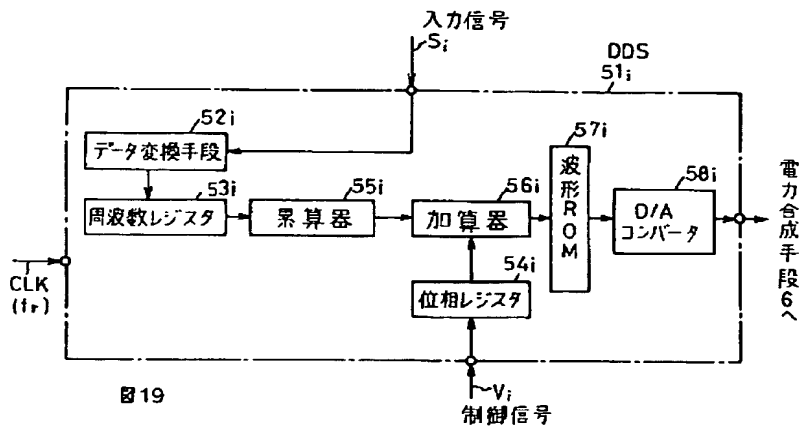 入力信号
Si
DDS
51i
52i
データ変換手段
53i
周波数レジスタ
55i
累算器
56i
加算器
57i
波形ROM
58i
D/A
コンバータ
電力合成手段6へ
54i
位相レジスタ
CLK
(fr)
Vi
制御信号
図19